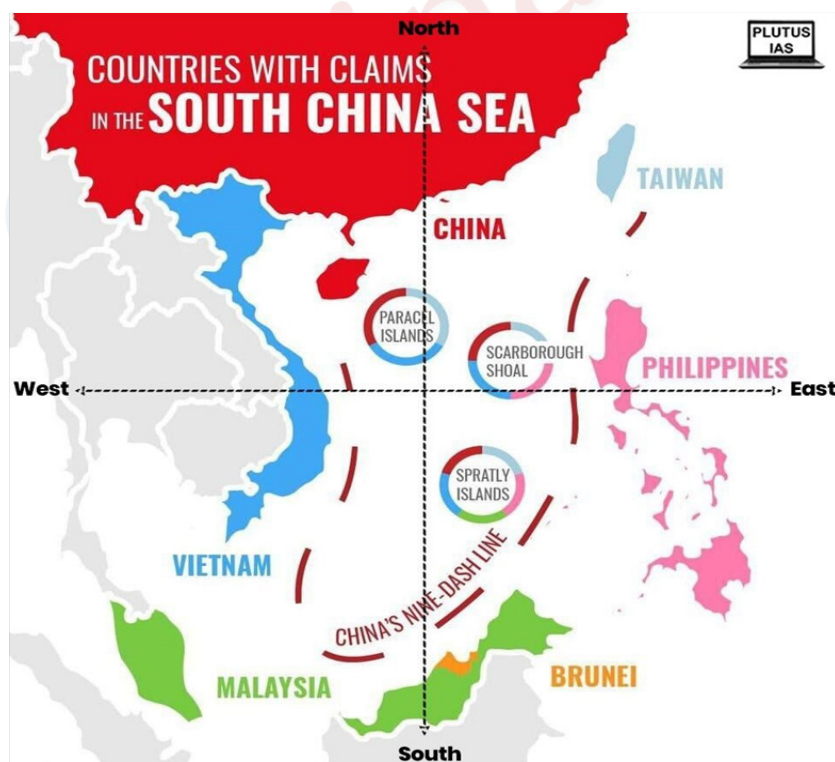 North
PLUTUS
IAS
COUNTRIES WITH CLAIMS
IN THE SOUTH CHINA SEA
TAIWAN
CHINA
PARACEL
ISLANDS
SCARBOROUGH
SHOAL
PHILIPPINES
West
East
SPRATLY
ISLANDS
VIETNAM
CHINA'S NINE-DASH LINE
MALAYSIA
BRUNEI
South